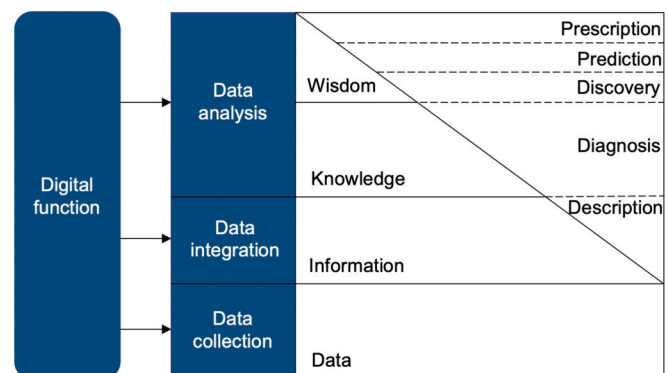 Digital
function
Data
analysis
Data
integration
Data
collection
Wisdom
Knowledge
Information
Data
Prescription
Prediction
Discovery
Diagnosis
Description